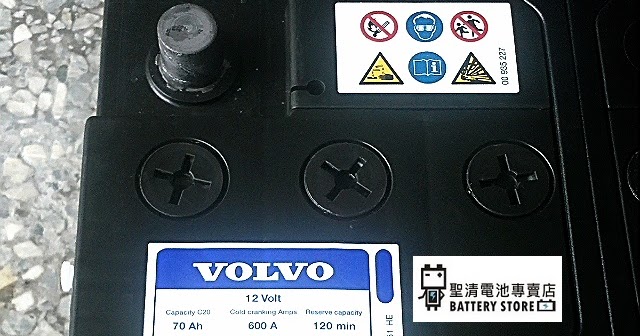 00 935 227
VOLVO
12 Volt
Capacity C20 Cold cranking Amps Reserve capacity
70 Ah 600 A 120 min
聖清電池專賣店
BATTERY STORE